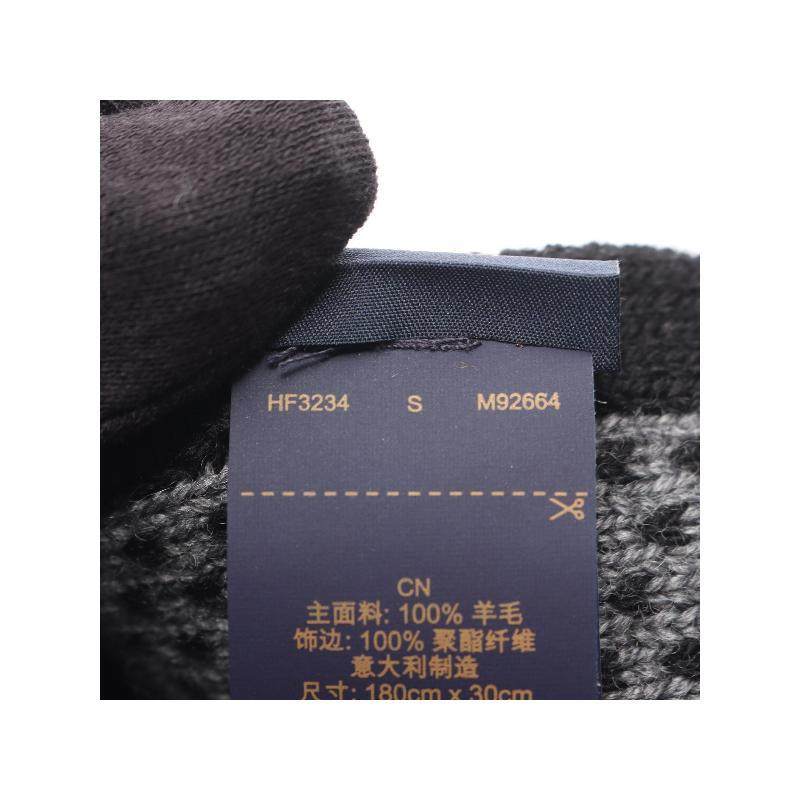 HF3234 S M92664
CN
主面料: 100% 羊毛
饰边: 100% 聚酯纤维
意大利制造
尺寸: 180cm x 30cm